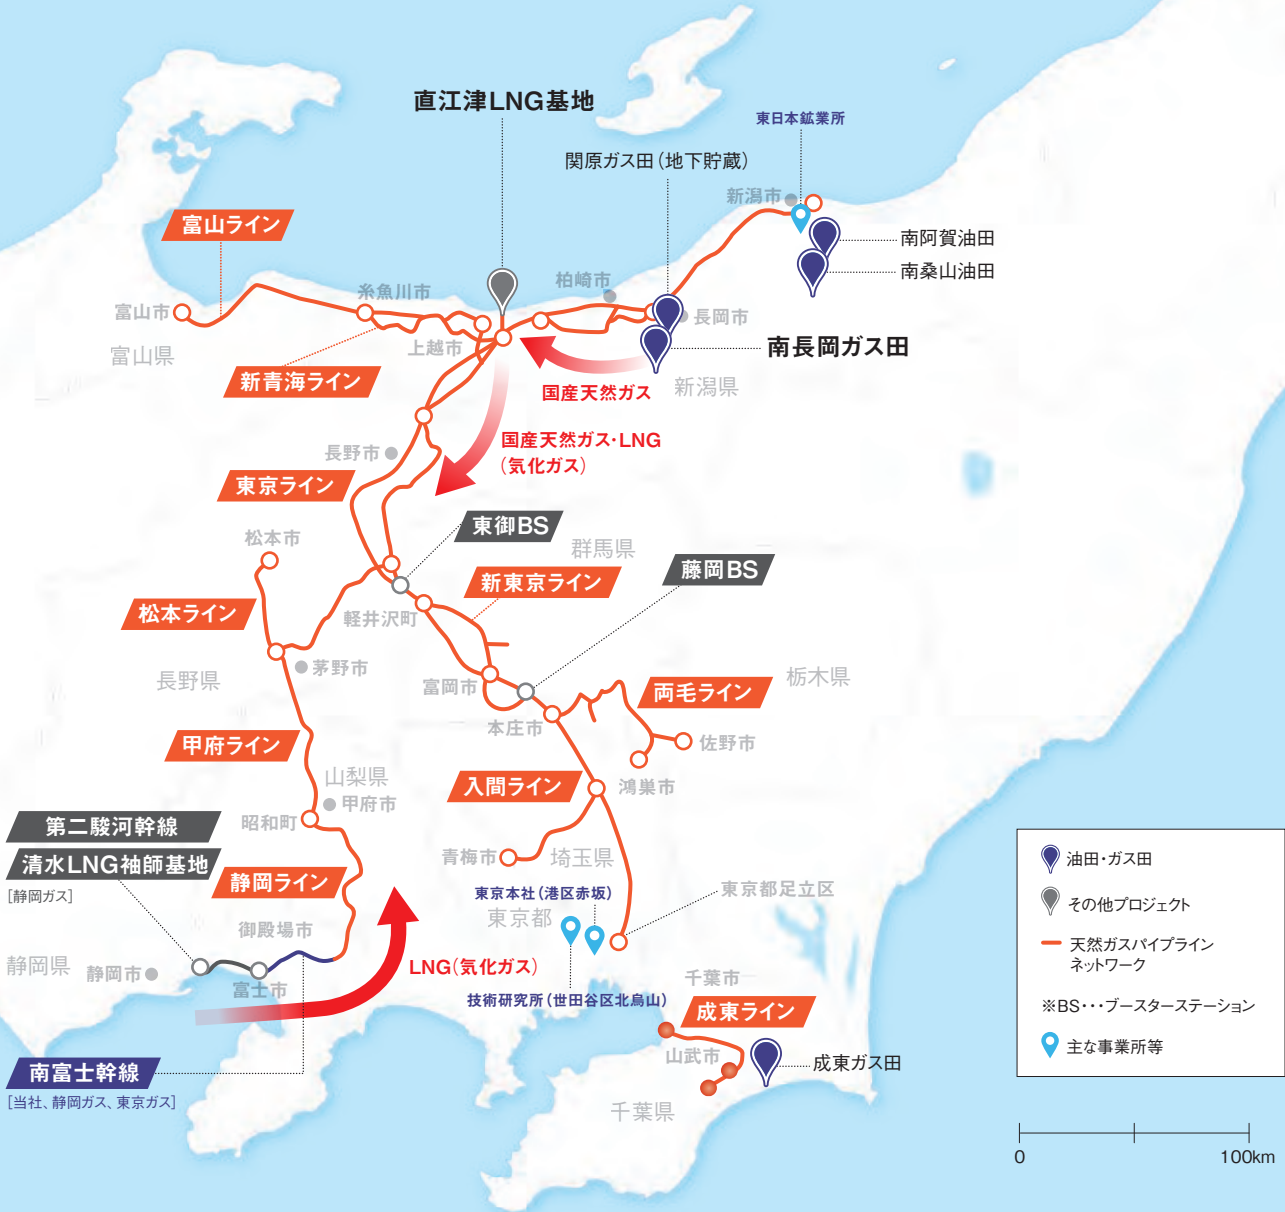 直江津LNG基地
東日本鉱業所
関原ガス田（地下貯蔵）
新潟市
富山ライン
南阿賀油田
南桑山油田
柏崎市
糸魚川市
富山市
長岡市
上越市
南長岡ガス田
富山県
新青海ライン
国産天然ガス
新潟県
国産天然ガス・LNG
（気化ガス）
長野市
東京ライン
東御BS
松本市
群馬県
藤岡BS
新東京ライン
松本ライン
軽井沢町
茅野市
長野県
富岡市
両毛ライン
栃木県
本庄市
甲府ライン
佐野市
山梨県
入間ライン
鴻巣市
甲府市
昭和町
第二駿河幹線
清水LNG袖師基地
［静岡ガス］
静岡ライン
青梅市
埼玉県
東京本社（港区赤坂）
東京都足立区
東京都
御殿場市
静岡県
静岡市
富士市
LNG（気化ガス）
千葉市
技術研究所（世田谷区北烏山）
成東ライン
山武市
成東ガス田
南富士幹線
［当社、静岡ガス、東京ガス］
千葉県
油田・ガス田
その他プロジェクト
天然ガスパイプライン
ネットワーク
※BS・・・ブースターステーション
主な事業所等
0
100km